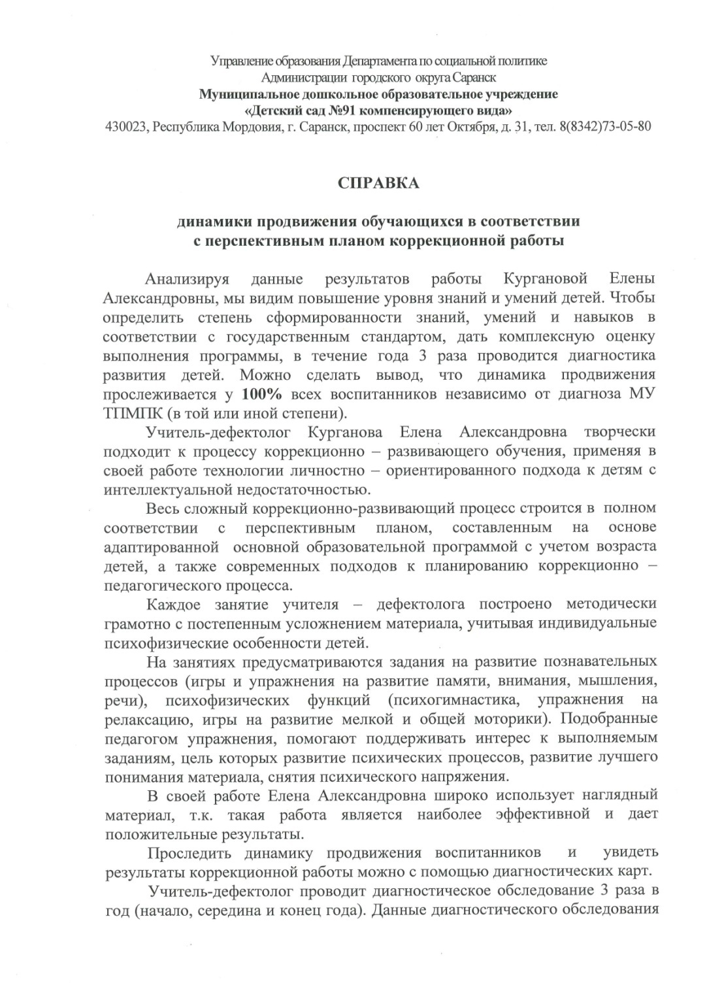 Управление образования Департамента по социальной политике
Администрации городского округа Саранск
Муниципальное дошкольное образовательное учреждение
«Детский сад №91 компенсирующего вида»
430023, Республика Мордовия, г. Саранск, проспект 60 лет Октября, д. 31, тел. 8(8342)73-05-80
СПРАВКА
динамики продвижения обучающихся в соответствии
с перспективным планом коррекционной работы
Анализируя данные результатов работы Кургановой Елены
Александровны, мы видим повышение уровня знаний и умений детей. Чтобы
определить степень сформированности знаний, умений и навыков в
соответствии с государственным стандартом, дать комплексную оценку
выполнения программы, в течение года 3 раза проводится диагностика
развития детей. Можно сделать вывод, что динамика продвижения
прослеживается у 100% всех воспитанников независимо от диагноза МУ
ТПМПК (в той или иной степени).
Учитель-дефектолог Курганова Елена Александровна творчески
подходит к процессу коррекционно – развивающего обучения, применяя в
своей работе технологии личностно – ориентированного подхода к детям с
интеллектуальной недостаточностью.
Весь сложный коррекционно-развивающий процесс строится в полном
соответствии с перспективным планом, составленным на основе
адаптированной основной образовательной программой с учетом возраста
детей, а также современных подходов к планированию коррекционно –
педагогического процесса.
Каждое занятие учителя – дефектолога построено методически
грамотно с постепенным усложнением материала, учитывая индивидуальные
психофизические особенности детей.
На занятиях предусматриваются задания на развитие познавательных
процессов (игры и упражнения на развитие памяти, внимания, мышления,
речи), психофизических функций (психогимнастика, упражнения на
релаксацию, игры на развитие мелкой и общей моторики). Подобранные
педагогом упражнения, помогают поддерживать интерес к выполняемым
заданиям, цель которых развитие психических процессов, развитие лучшего
понимания материала, снятия психического напряжения.
В своей работе Елена Александровна широко использует наглядный
материал, т.к. такая работа является наиболее эффективной и дает
положительные результаты.
Проследить динамику продвижения воспитанников и увидеть
результаты коррекционной работы можно с помощью диагностических карт.
Учитель-дефектолог проводит диагностическое обследование 3 раза в
год (начало, середина и конец года). Данные диагностического обследования